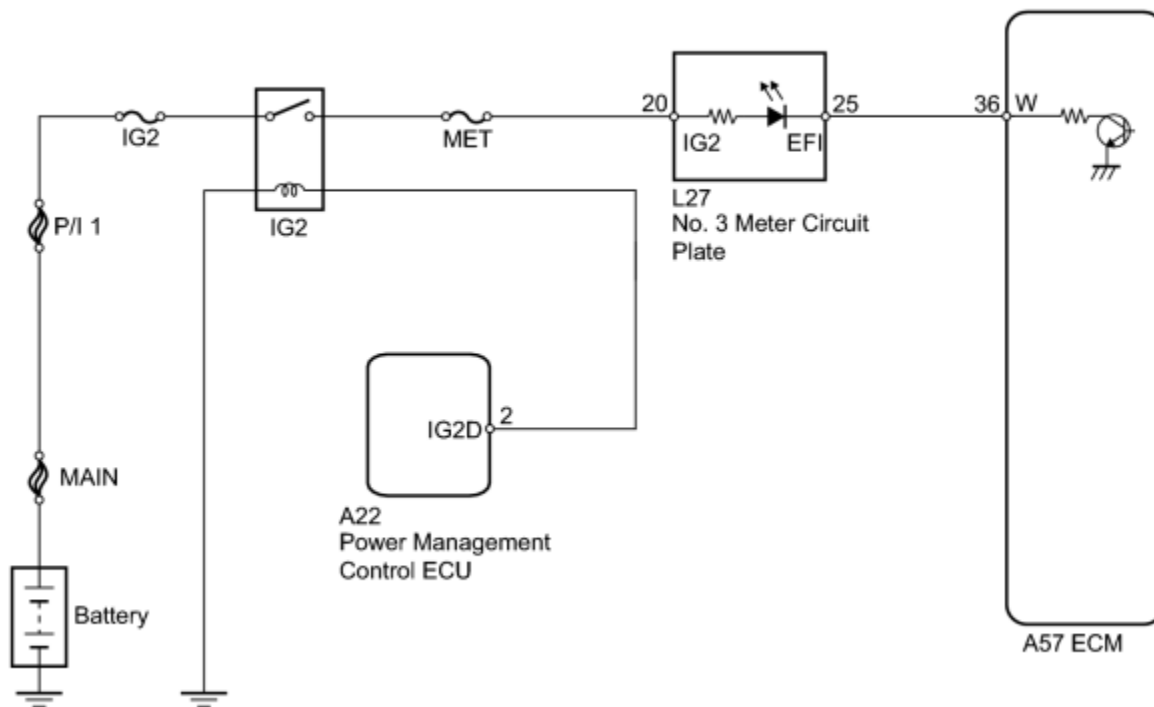 20
25
36 W
IG2
MET
IG2 EFI
P/I 1
IG2
L27
No. 3 Meter Circuit
Plate
IG2D 2
MAIN
A22
Power Management
Control ECU
Battery
A57 ECM